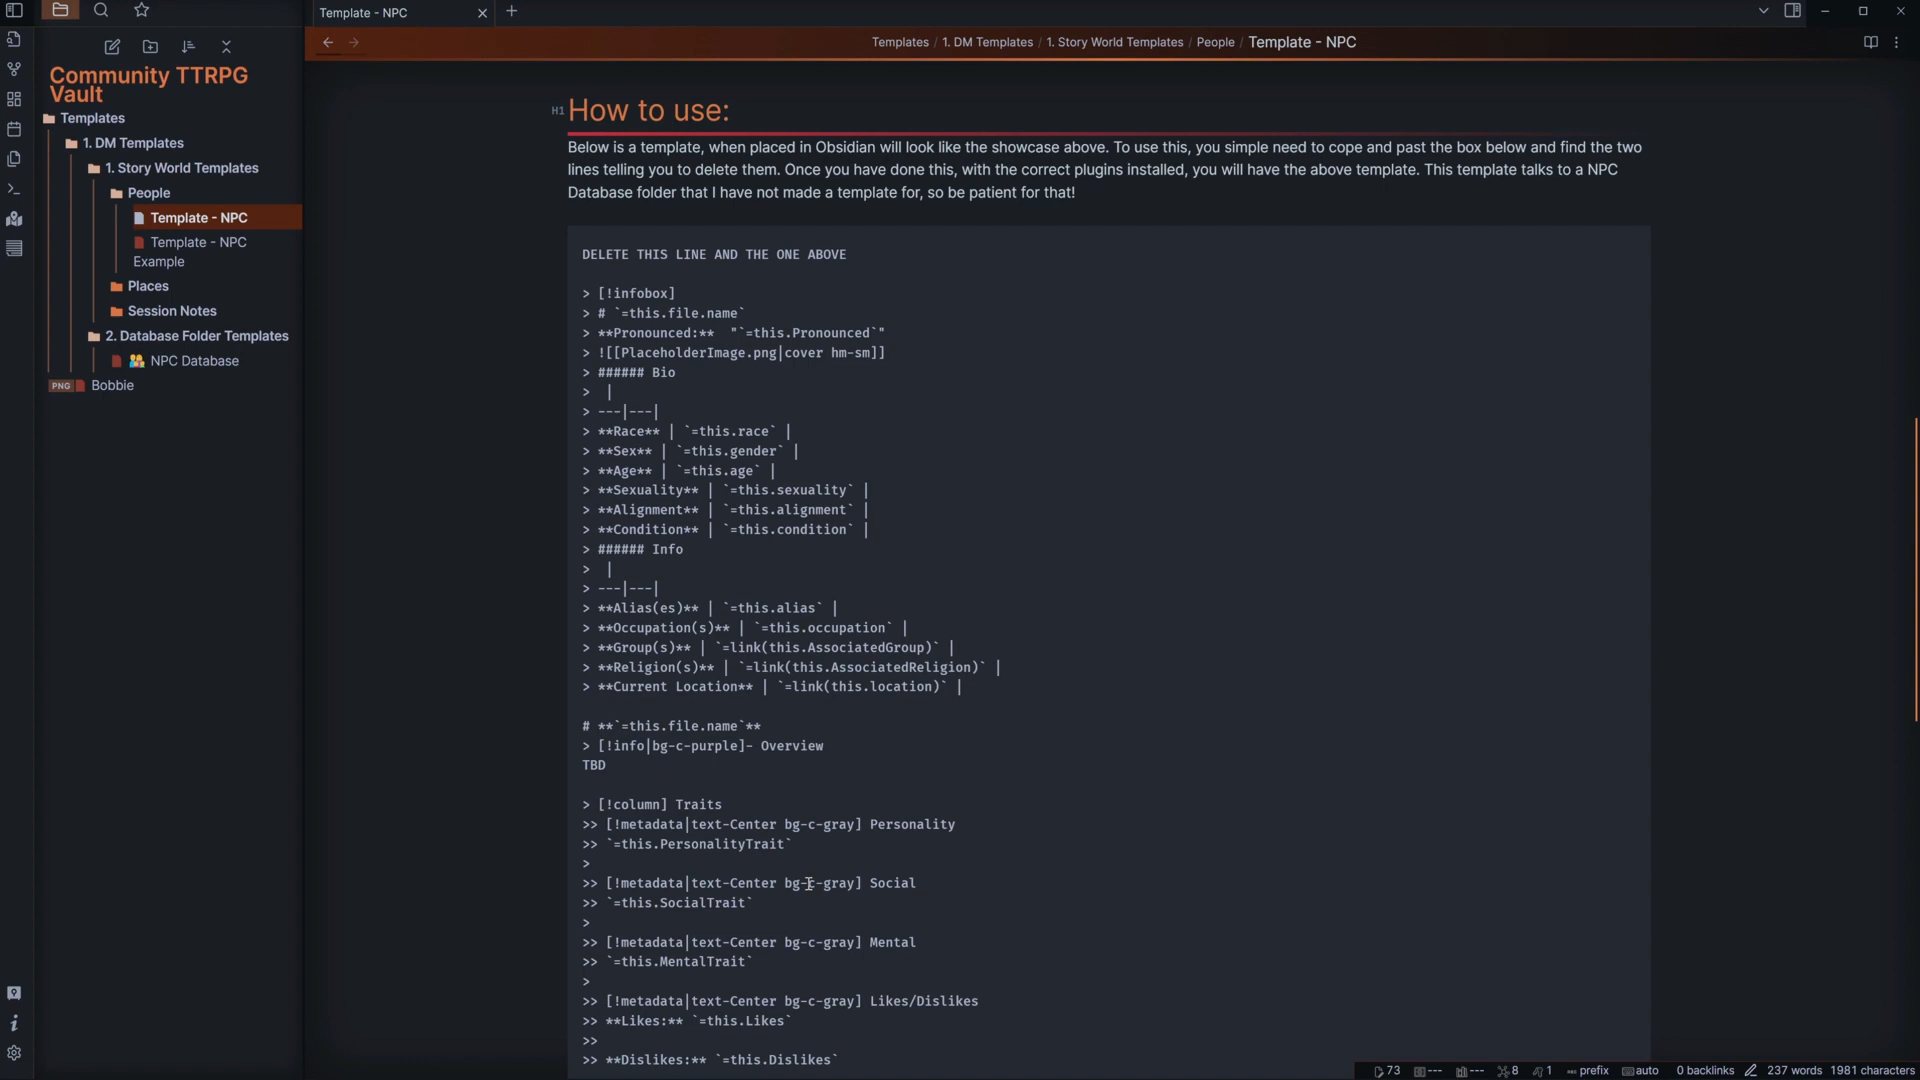 Template - NPC
Templates / 1. DM Templates / 1. Story World Templates / People / Template - NPC
Community TTRPG
Vault
Templates
1. DM Templates
1. Story World Templates
People
Template - NPC
Template - NPC
Example
Places
Session Notes
2. Database Folder Templates
NPC Database
PNG Bobbie
H1 How to use:
Below is a template, when placed in Obsidian will look like the showcase above. To use this, you simple need to cope and past the box below and find the two
lines telling you to delete them. Once you have done this, with the correct plugins installed, you will have the above template. This template talks to a NPC
Database folder that I have not made a template for, so be patient for that!
DELETE THIS LINE AND THE ONE ABOVE
> [!infobox]
> # `=this.file.name`
> **Pronounced:**  "`=this.Pronounced`"
> ![[PlaceholderImage.png|cover hm-sm]]
> ###### Bio
>  |
> ---|---|
> **Race** | `=this.race` |
> **Sex** | `=this.gender` |
> **Age** | `=this.age` |
> **Sexuality** | `=this.sexuality` |
> **Alignment** | `=this.alignment` |
> **Condition** | `=this.condition` |
> ###### Info
>  |
> ---|---|
> **Alias(es)** | `=this.alias` |
> **Occupation(s)** | `=this.occupation` |
> **Group(s)** | `=link(this.AssociatedGroup)` |
> **Religion(s)** | `=link(this.AssociatedReligion)` |
> **Current Location** | `=link(this.location)` |
# **`=this.file.name`**
> [!info|bg-c-purple]- Overview
TBD
> [!column] Traits
>> [!metadata|text-Center bg-c-gray] Personality
>> `=this.PersonalityTrait`
>
>> [!metadata|text-Center bg-c-gray] Social
>> `=this.SocialTrait`
>
>> [!metadata|text-Center bg-c-gray] Mental
>> `=this.MentalTrait`
>
>> [!metadata|text-Center bg-c-gray] Likes/Dislikes
>> **Likes:** `=this.Likes`
>>
>> **Dislikes:** `=this.Dislikes`
73 --- --- 8 1 prefix auto 0 backlinks 237 words 1981 characters